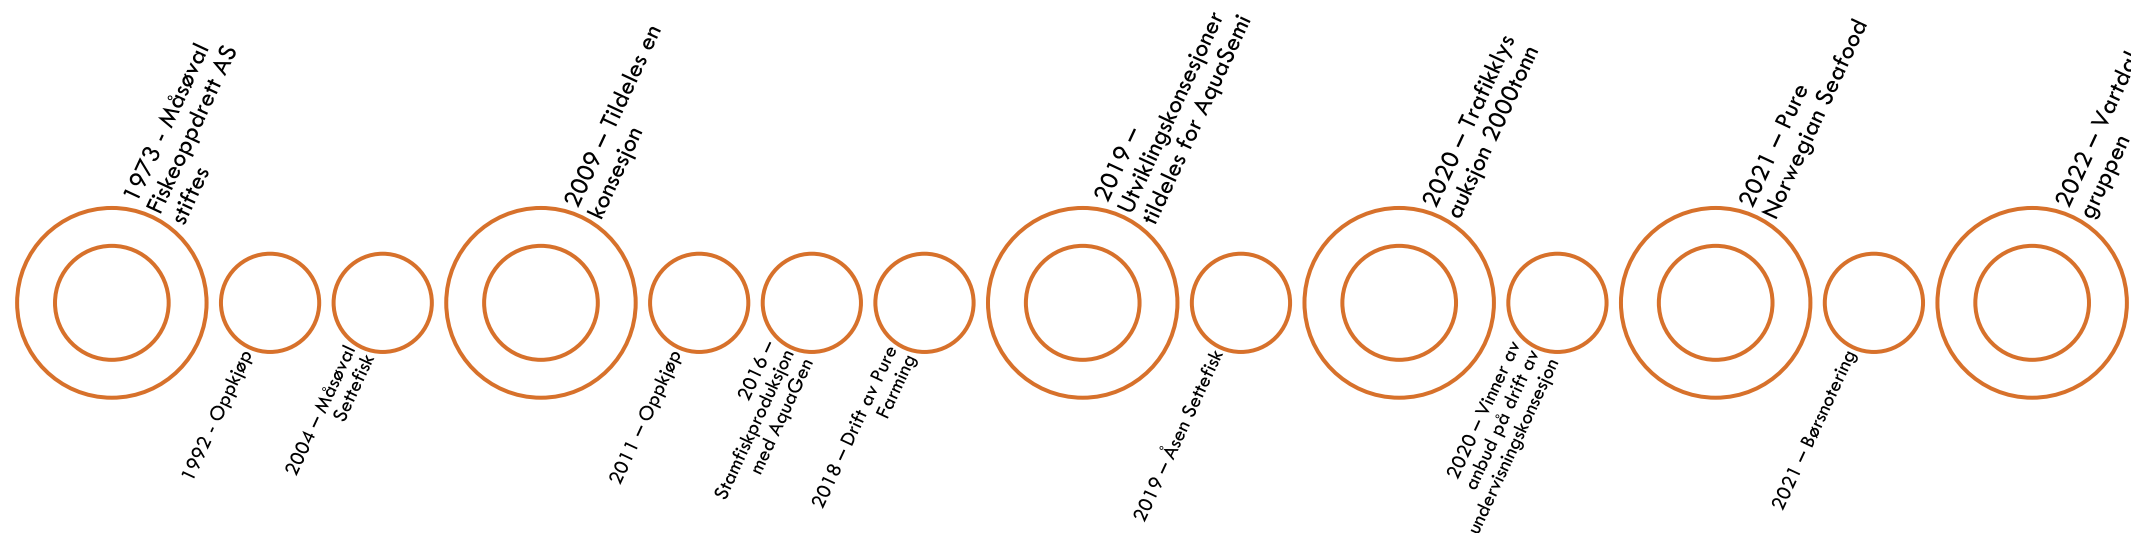 1973 - Måsøval
Fiskeoppdrett AS
stiftes
1992 - Oppkjøp
2004 – Måsøval
Settefisk
2009 – Tildeles en
konsesjon
2011 – Oppkjøp
2016 –
Stamfiskproduksjon
med AquaGen
2018 – Drift av Pure
Farming
2019 –
Utviklingskonsesjoner
tildeles for AquaSemi
2019 – Åsen Settefisk
2020 – Trafikklys
auksjon 2000tonn
2020 – Vinner av
anbud på drift av
undervisningskonsesjon
2021 – Pure
Norwegian Seafood
2021 – Børsnotering
2022 – Vartdal
gruppen